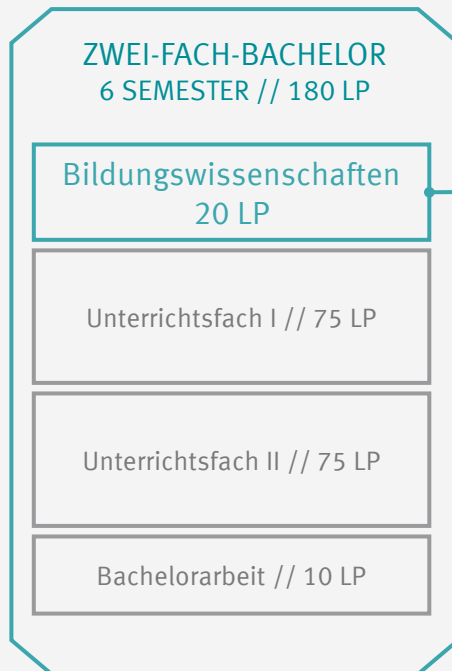 ZWEI-FACH-BACHELOR
6 SEMESTER // 180 LP
Bildungswissenschaften
20 LP
Unterrichtsfach I // 75 LP
Unterrichtsfach II // 75 LP
Bachelorarbeit // 10 LP